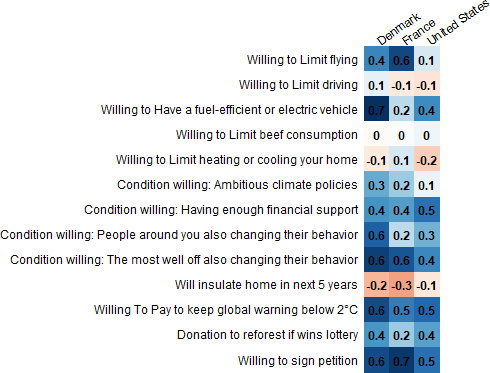 Denmark France United States
Willing to Limit flying 0.4 0.6 0.1
Willing to Limit driving 0.1 -0.1 -0.1
Willing to Have a fuel-efficient or electric vehicle 0.7 0.2 0.4
Willing to Limit beef consumption 0 0 0
Willing to Limit heating or cooling your home -0.1 0.1 -0.2
Condition willing: Ambitious climate policies 0.3 0.2 0.1
Condition willing: Having enough financial support 0.4 0.4 0.5
Condition willing: People around you also changing their behavior 0.6 0.2 0.3
Condition willing: The most well off also changing their behavior 0.6 0.6 0.4
Will insulate home in next 5 years -0.2 -0.3 -0.1
Willing To Pay to keep global warning below 2°C 0.6 0.5 0.5
Donation to reforest if wins lottery 0.4 0.2 0.4
Willing to sign petition 0.6 0.7 0.5